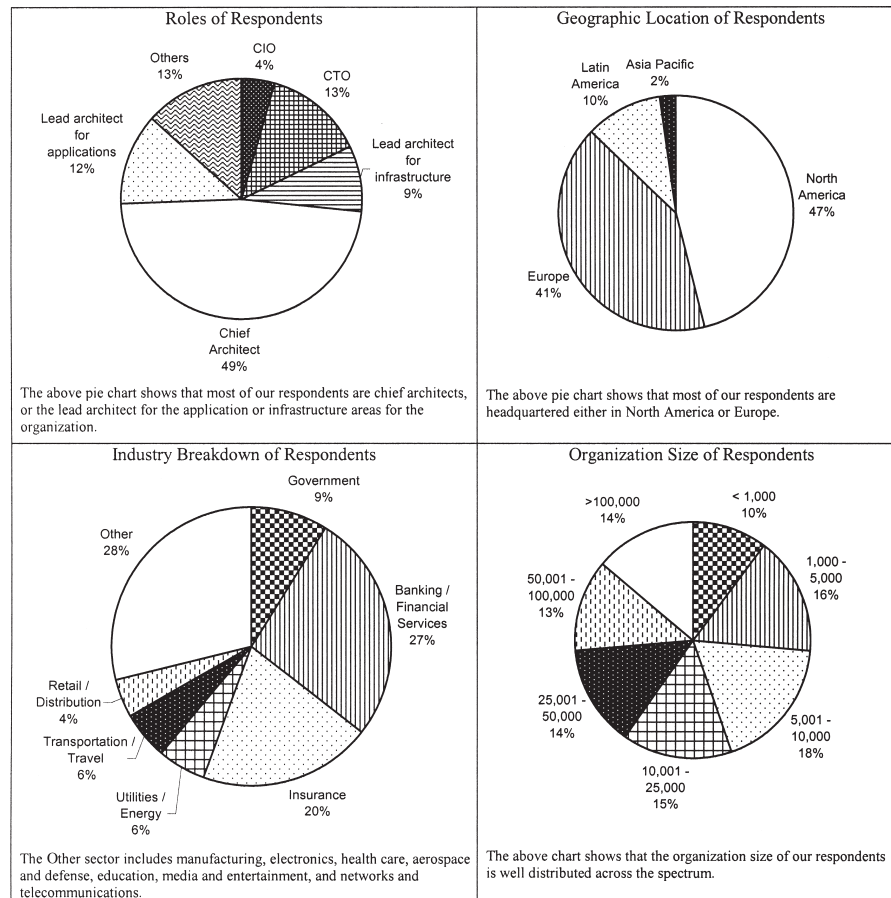 Roles of Respondents
CIO
4%
CTO
13%
Lead architect
for
infrastructure
9%
Chief
Architect
49%
Lead architect
for
applications
12%
Others
13%
The above pie chart shows that most of our respondents are chief architects,
or the lead architect for the application or infrastructure areas for the
organization.
Geographic Location of Respondents
Asia Pacific
2%
Latin
America
10%
North
America
47%
Europe
41%
The above pie chart shows that most of our respondents are
headquartered either in North America or Europe.
Industry Breakdown of Respondents
Government
9%
Banking /
Financial
Services
27%
Insurance
20%
Utilities /
Energy
6%
Transportation /
Travel
6%
Retail /
Distribution
4%
Other
28%
The Other sector includes manufacturing, electronics, health care, aerospace
and defense, education, media and entertainment, and networks and
telecommunications.
Organization Size of Respondents
< 1,000
10%
1,000 -
5,000
16%
5,001 -
10,000
18%
10,001 -
25,000
15%
25,001 -
50,000
14%
50,001 -
100,000
13%
>100,000
14%
The above chart shows that the organization size of our respondents
is well distributed across the spectrum.